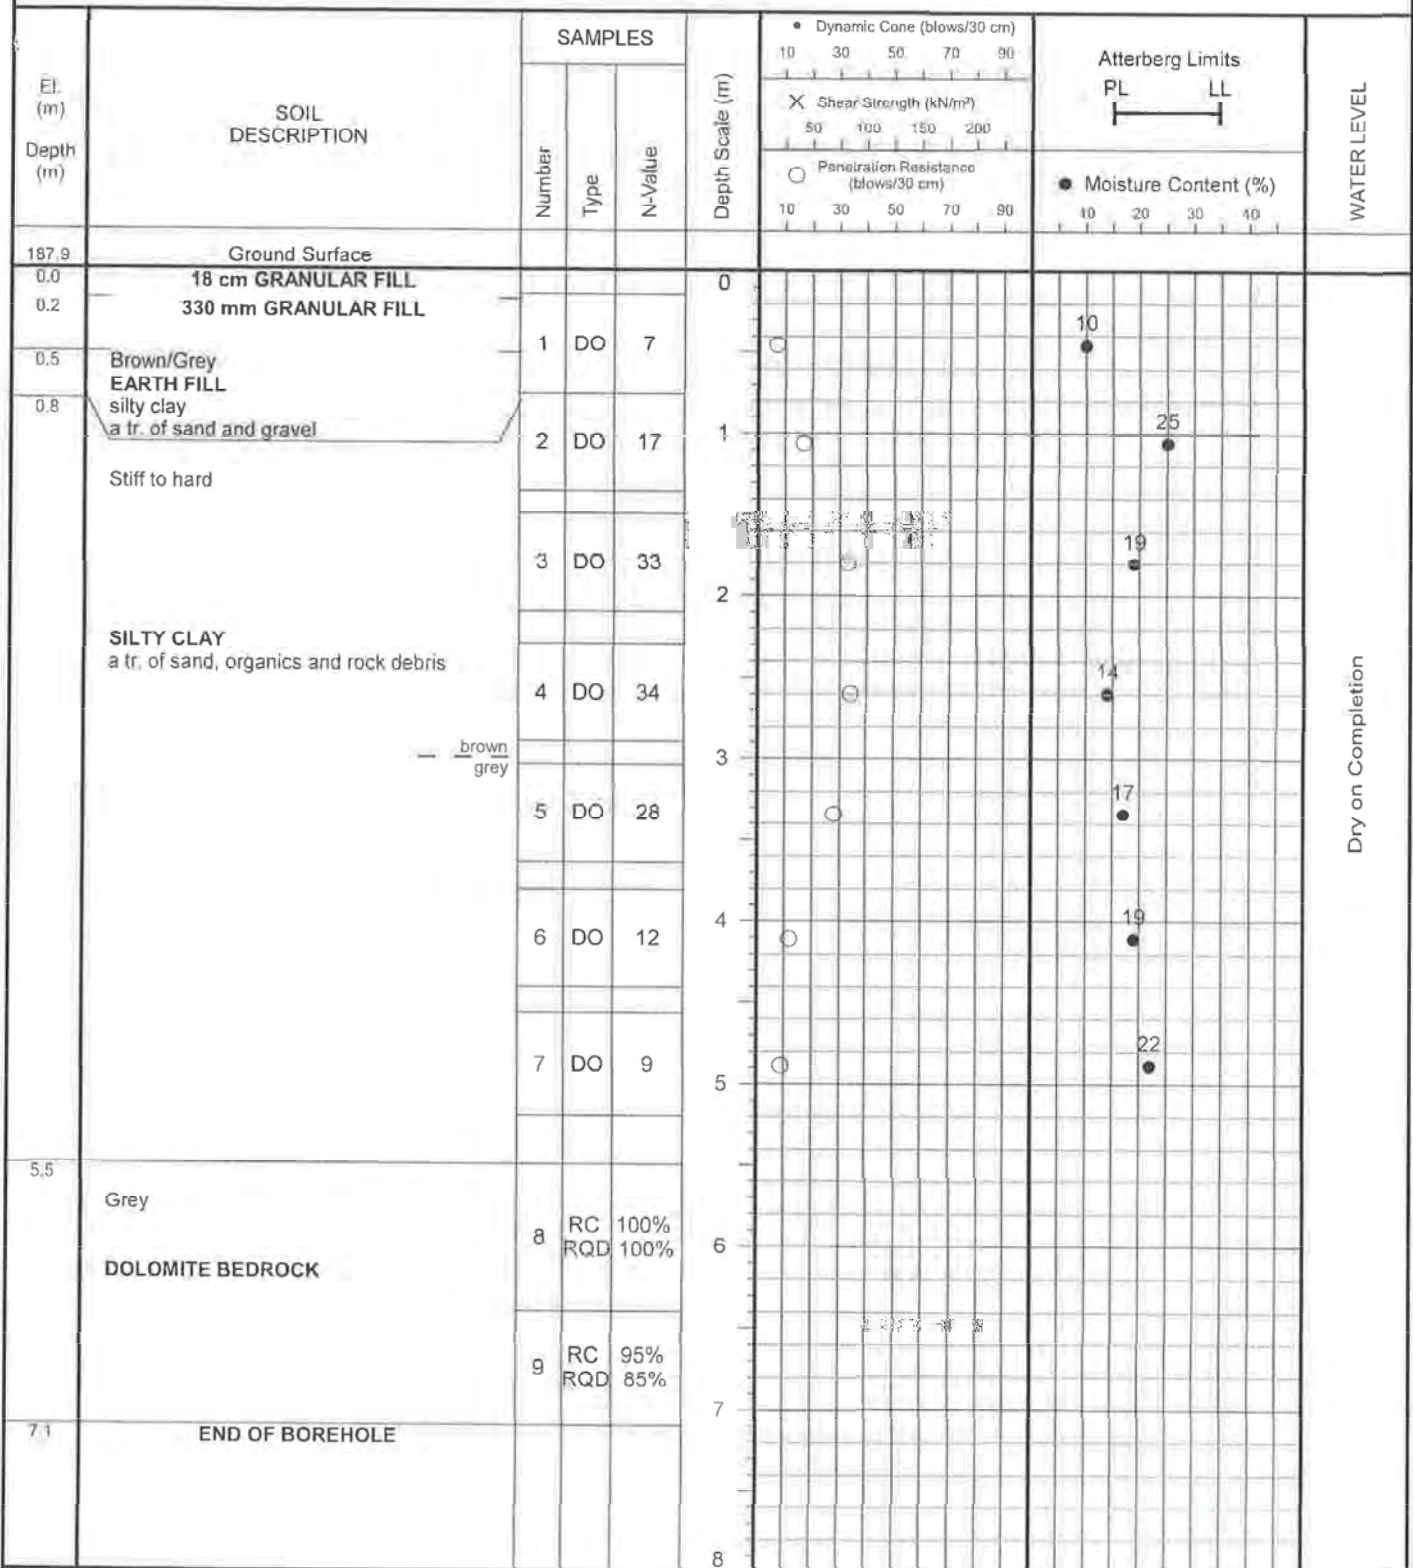 El.
(m)
Depth
(m)
SOIL
DESCRIPTION
SAMPLES
Number
Type
N-Value
Depth Scale (m)
• Dynamic Cone (blows/30 cm)
10 30 50 70 90
X Shear Strength (kN/m²)
50 100 150 200
○ Penetration Resistance
(blows/30 cm)
10 30 50 70 90
Atterberg Limits
PL LL
● Moisture Content (%)
10 20 30 40
WATER LEVEL
187.9 Ground Surface
0.0 18 cm GRANULAR FILL 0
0.2 330 mm GRANULAR FILL
10
1 DO 7
0.5 Brown/Grey
EARTH FILL
0.8 silty clay
a tr. of sand and gravel
25
2 DO 17 1
Stiff to hard
19
3 DO 33
2
SILTY CLAY
a tr. of sand, organics and rock debris
14
4 DO 34
brown
grey
3
17
5 DO 28
19
4
6 DO 12
22
7 DO 9
5
5.5
Grey
8 RC 100%
RQD 100%
6
DOLOMITE BEDROCK
9 RC 95%
RQD 85%
7
7.1 END OF BOREHOLE
8
Dry on Completion